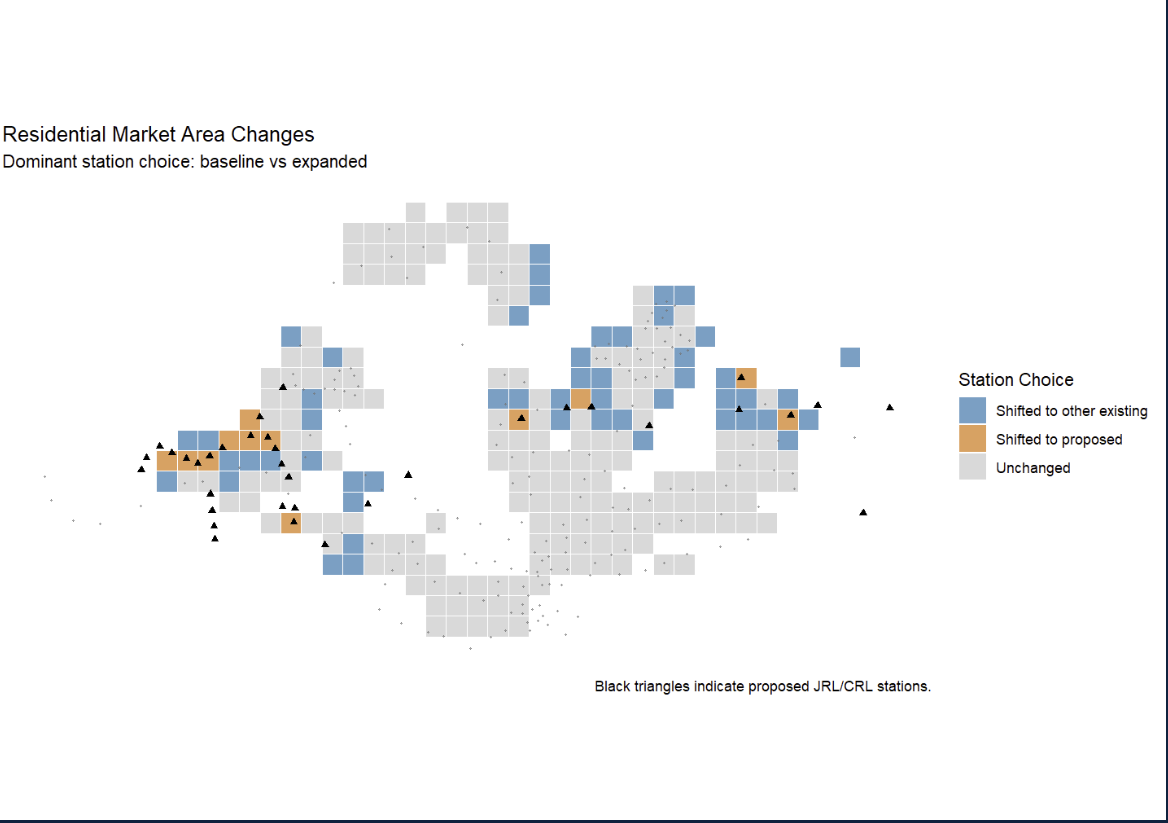 Residential Market Area Changes
Dominant station choice: baseline vs expanded
Station Choice
Shifted to other existing
Shifted to proposed
Unchanged
Black triangles indicate proposed JRL/CRL stations.